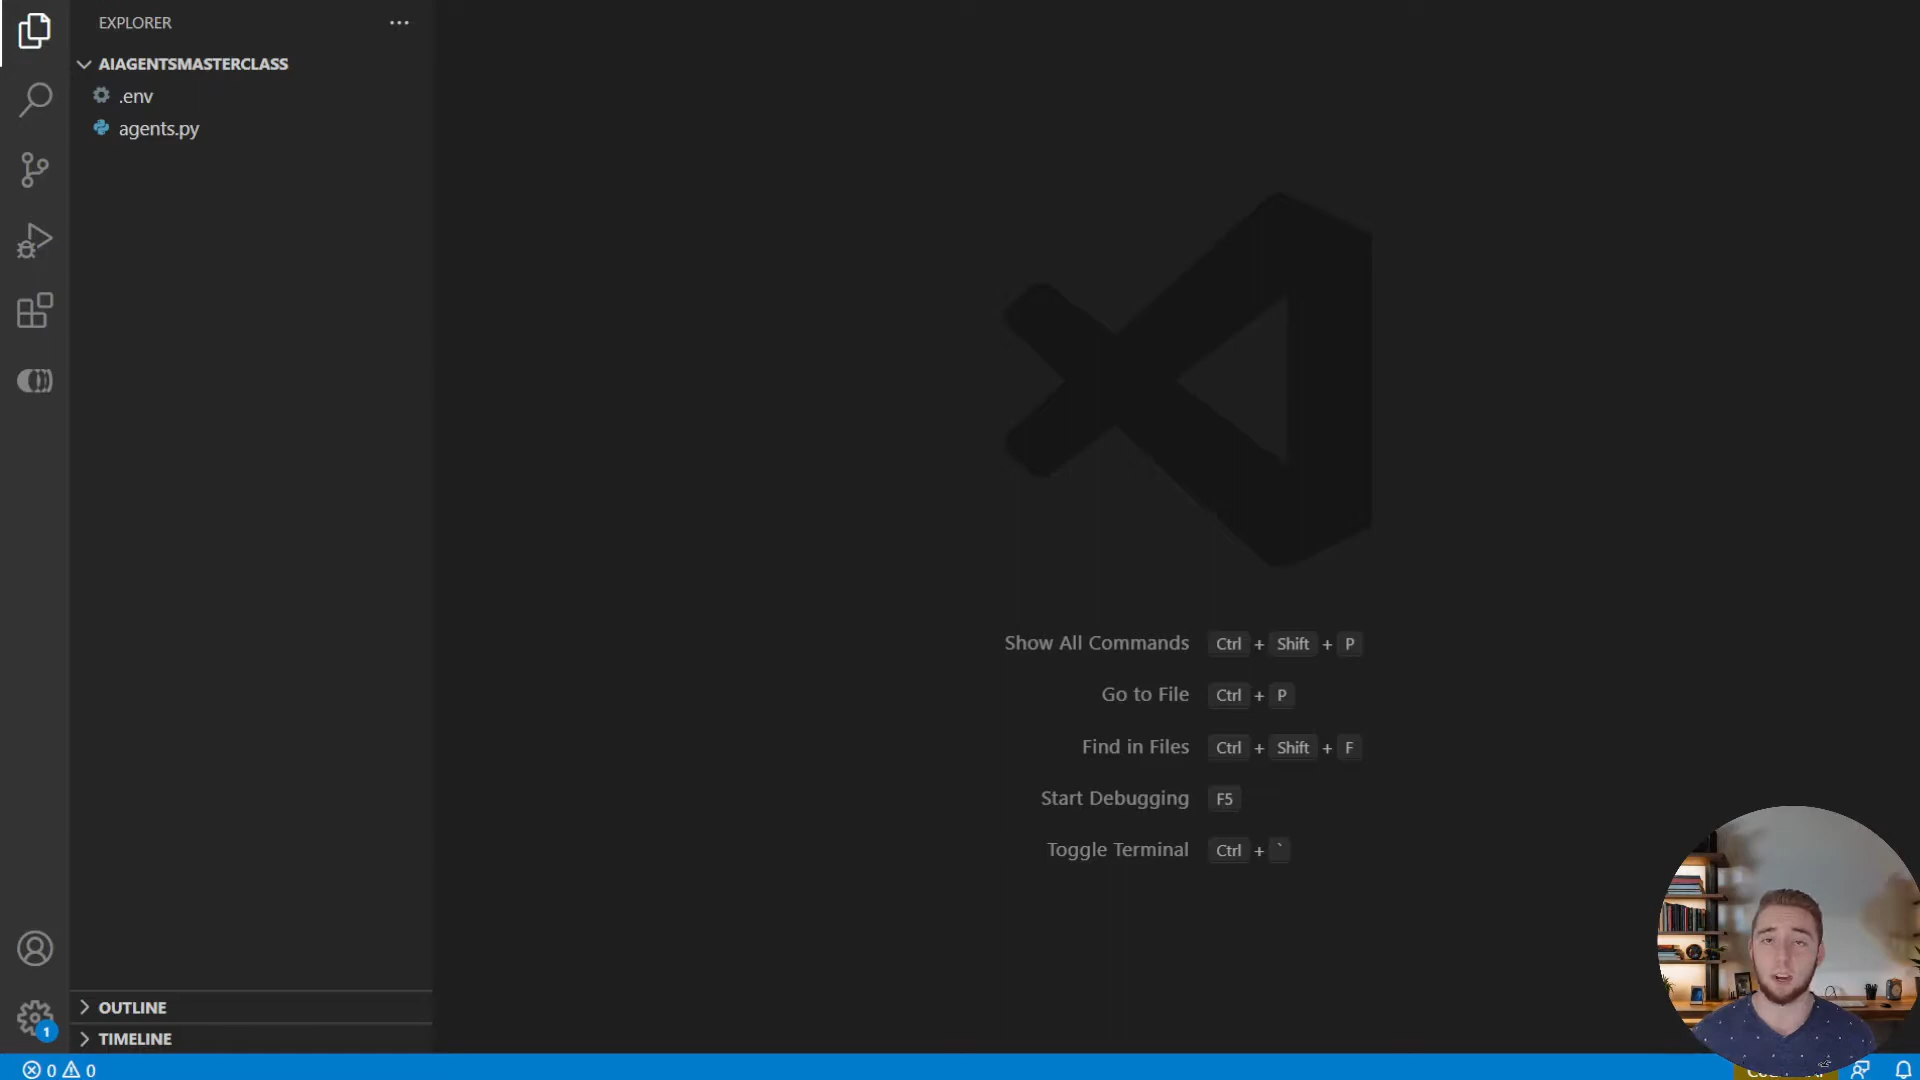 EXPLORER
AIAGENTSMASTERCLASS
.env
agents.py
Show All Commands Ctrl + Shift + P
Go to File Ctrl + P
Find in Files Ctrl + Shift + F
Start Debugging F5
Toggle Terminal Ctrl + `
OUTLINE
1
TIMELINE
0 0